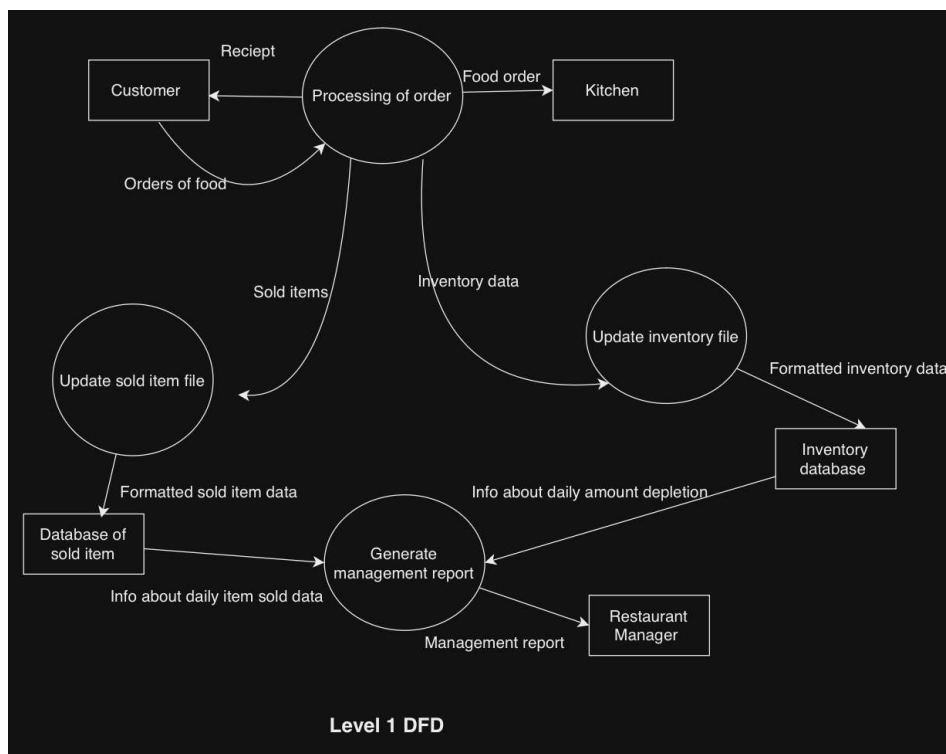 Reciept
Customer
Processing of order
Food order
Kitchen
Orders of food
Sold items
Inventory data
Update inventory file
Update sold item file
Formatted inventory data
Inventory
database
Formatted sold item data
Info about daily amount depletion
Database of
sold item
Generate
management report
Info about daily item sold data
Restaurant
Manager
Management report
Level 1 DFD